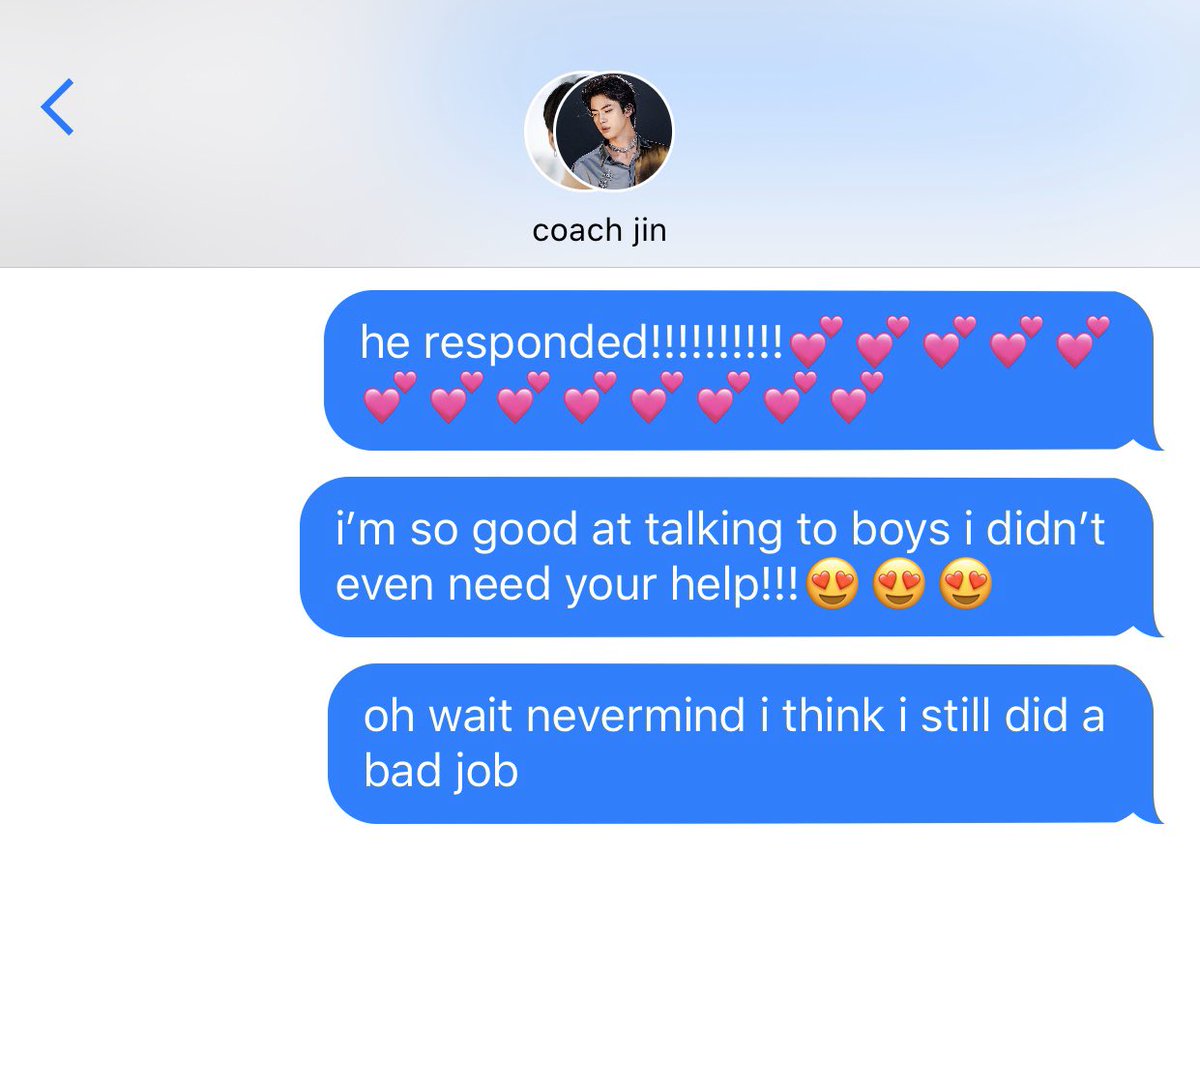 coach jin
he responded!!!!!!!!!!💕💕💕💕💕
💕💕💕💕💕💕💕💕
i’m so good at talking to boys i didn’t
even need your help!!!😍😍😍
oh wait nevermind i think i still did a
bad job